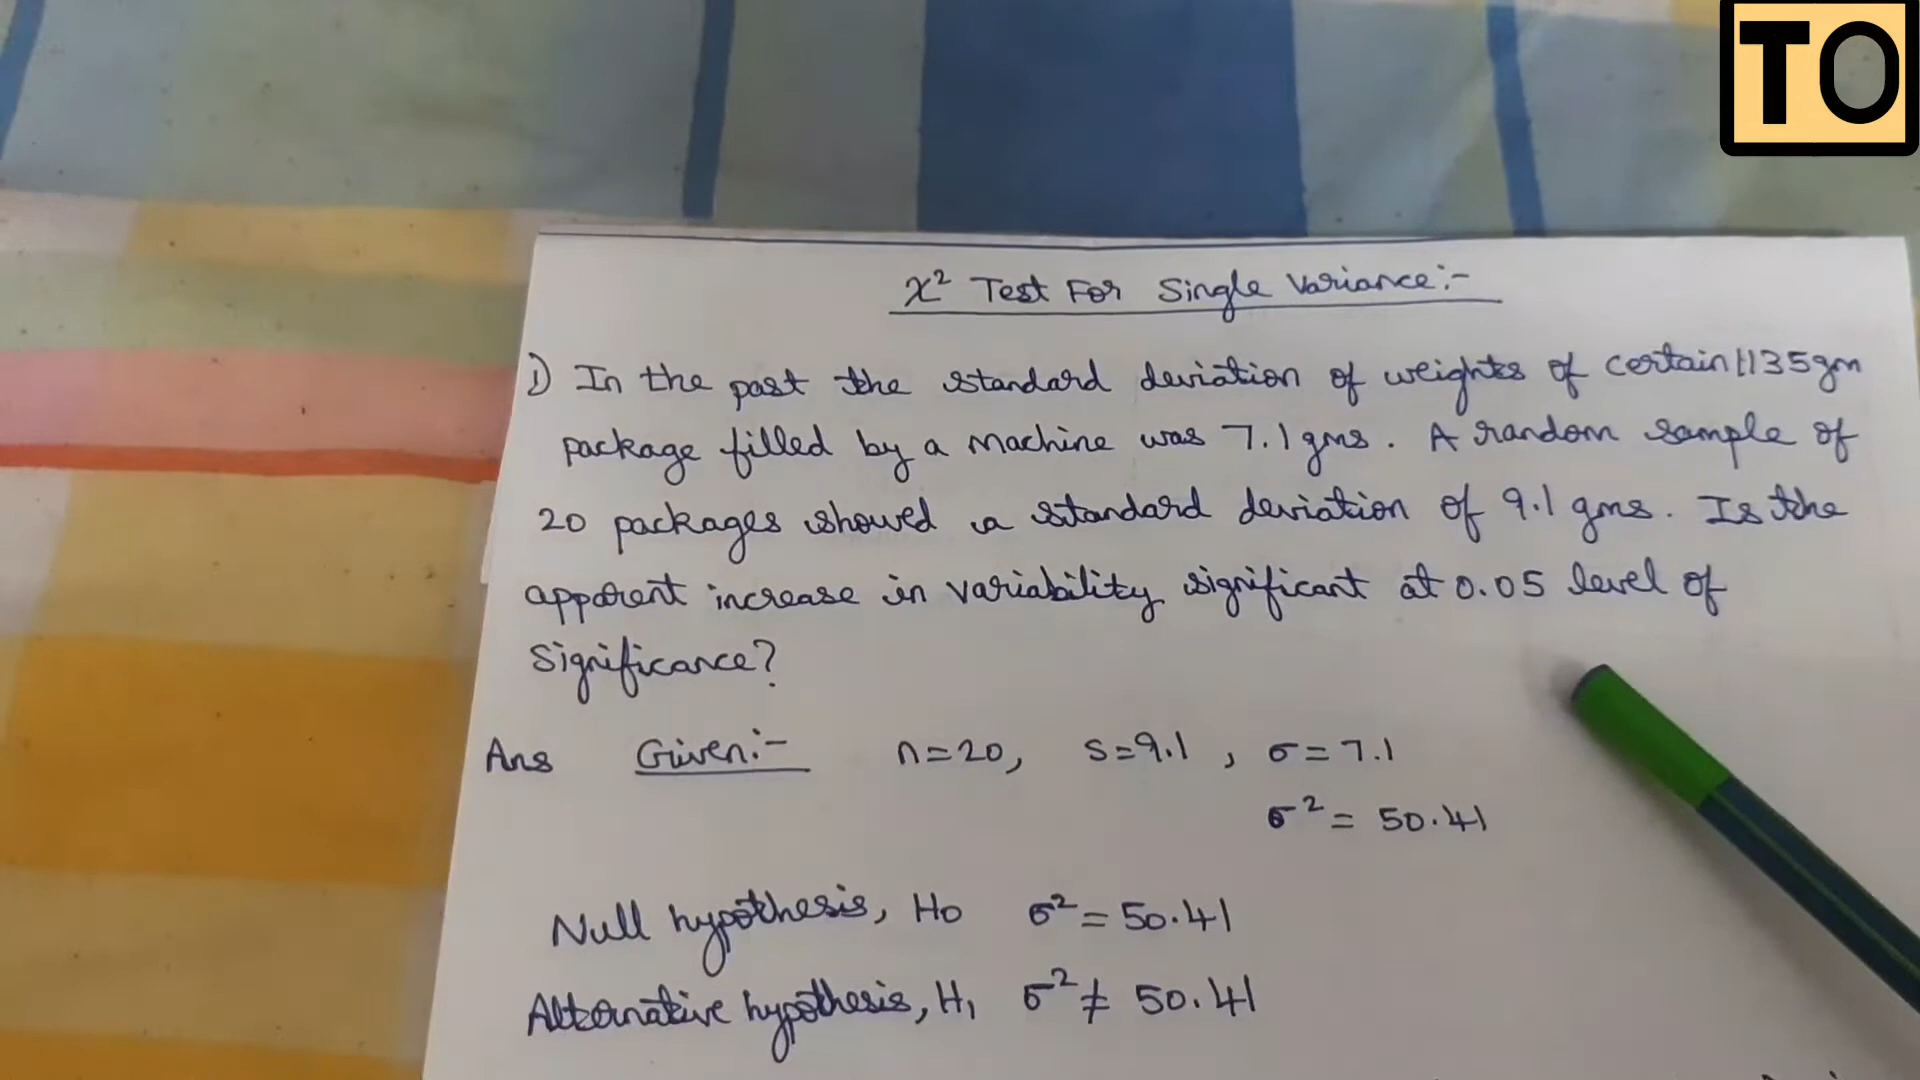 TO
χ² Test For Single Variance:-
1) In the past the standard deviation of weights of certain 1135gm
package filled by a machine was 7.1gms. A random sample of
20 packages showed a standard deviation of 9.1 gms. Is the
apparent increase in variability significant at 0.05 level of
Significance?
Ans Given:- n=20, S=9.1 , σ=7.1
σ² = 50.41
Null hypothesis, H0 σ² = 50.41
Alternative hypothesis, H1 σ² ≠ 50.41